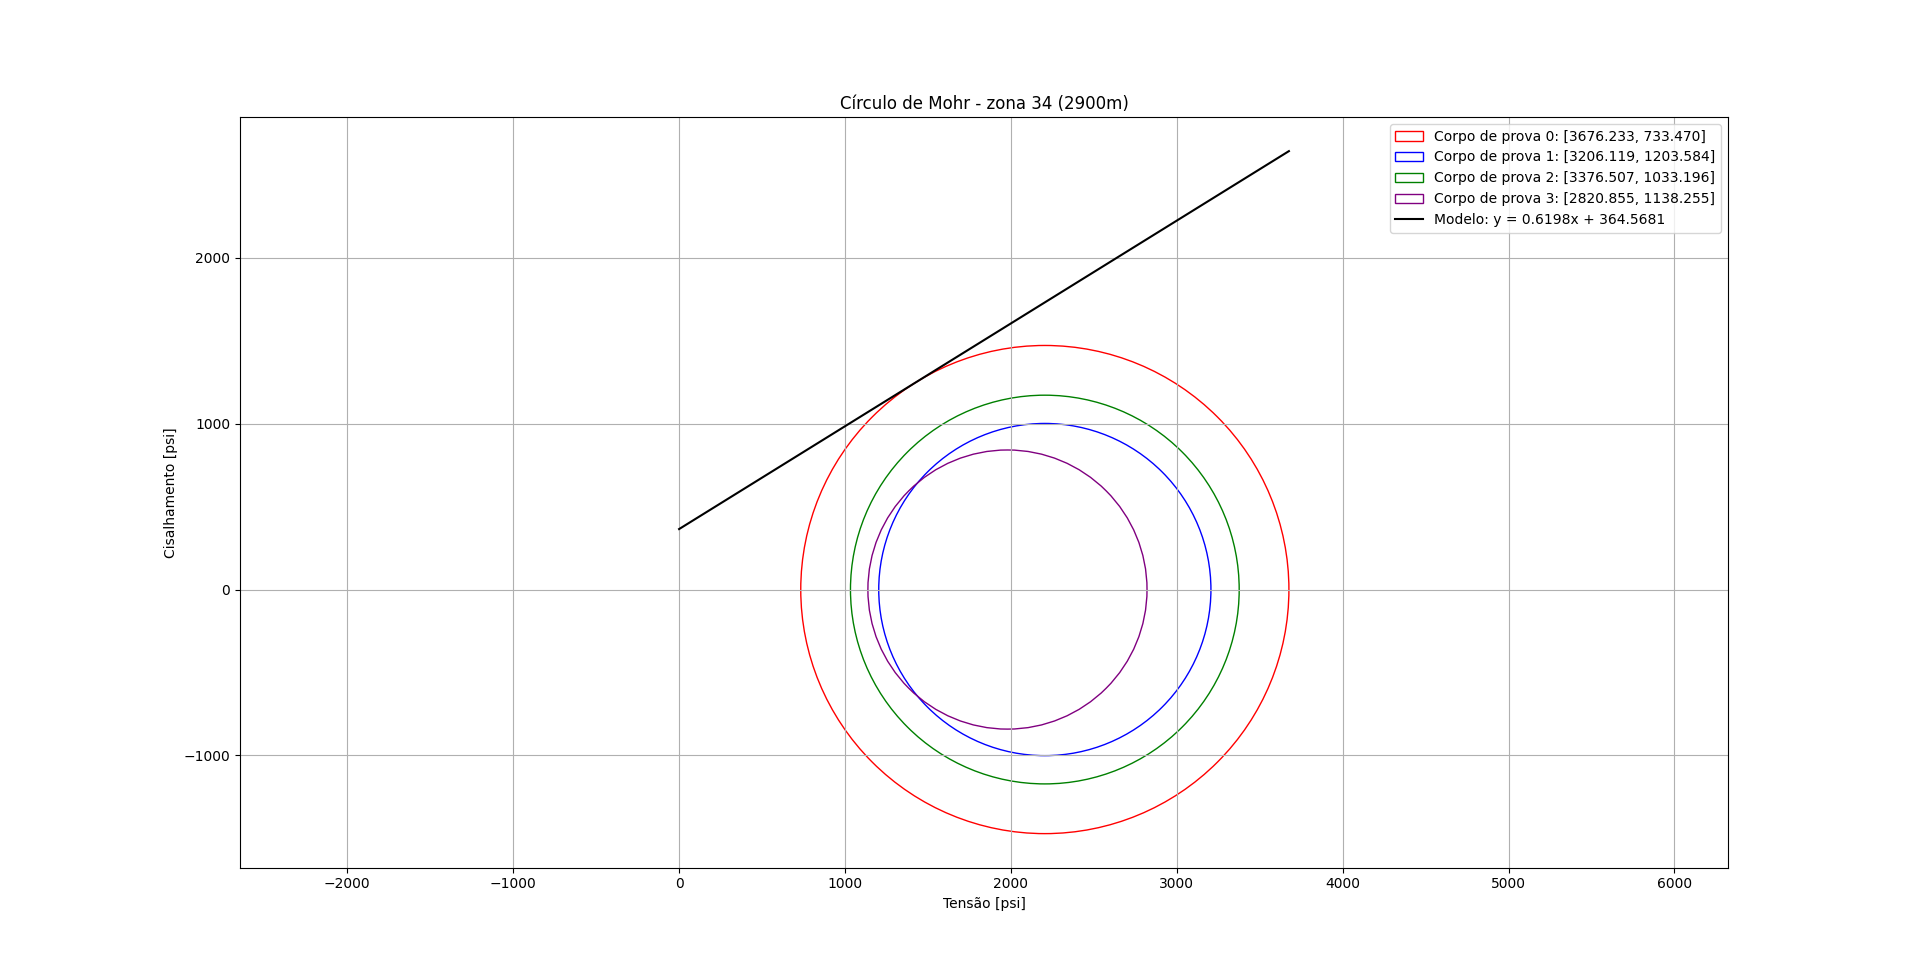 Círculo de Mohr - zona 34 (2900m)
Corpo de prova 0: [3676.233, 733.470]
Corpo de prova 1: [3206.119, 1203.584]
Corpo de prova 2: [3376.507, 1033.196]
Corpo de prova 3: [2820.855, 1138.255]
Modelo: y = 0.6198x + 364.5681
Cisalhamento [psi]
2000
1000
0
−1000
−2000 −1000 0 1000 2000 3000 4000 5000 6000
Tensão [psi]